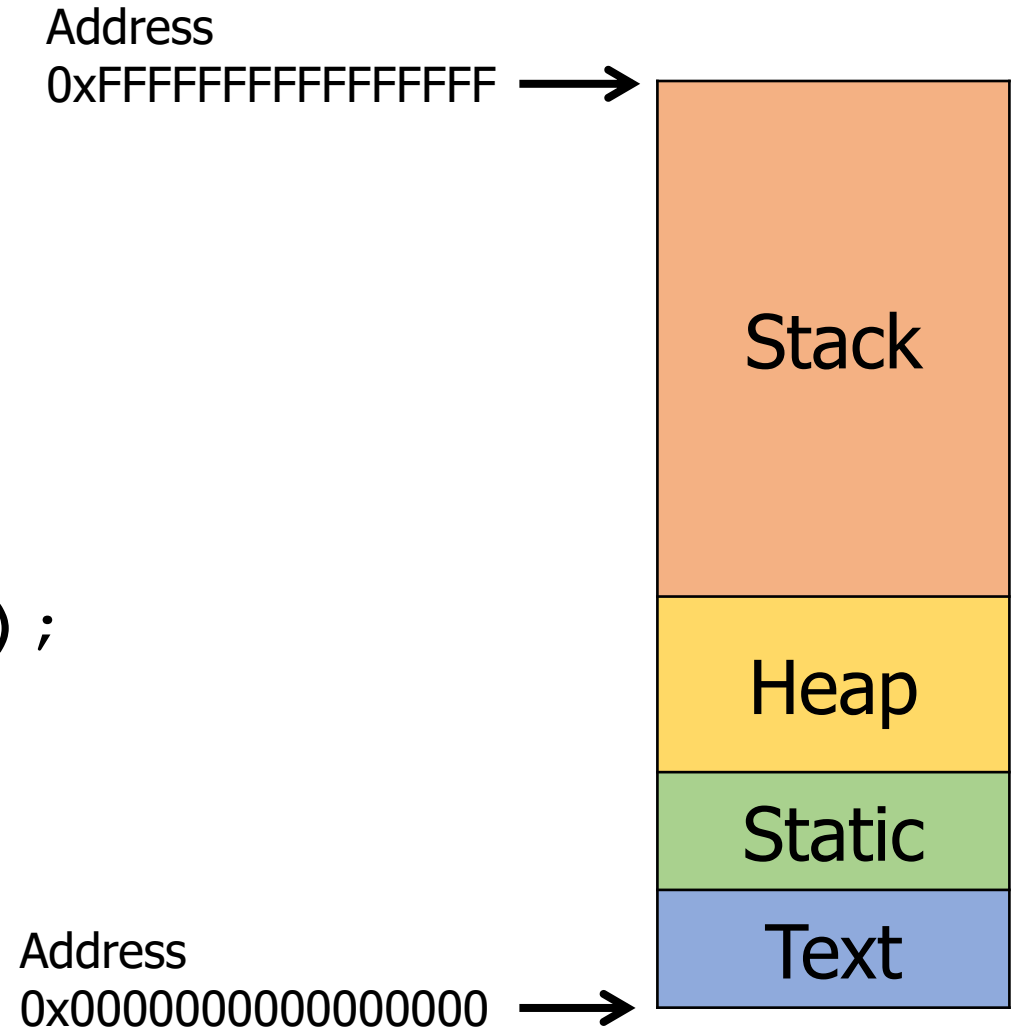 Address
0xFFFFFFFFFFFFFFFF
Stack
);
Heap
Static
Text
Address
0x0000000000000000